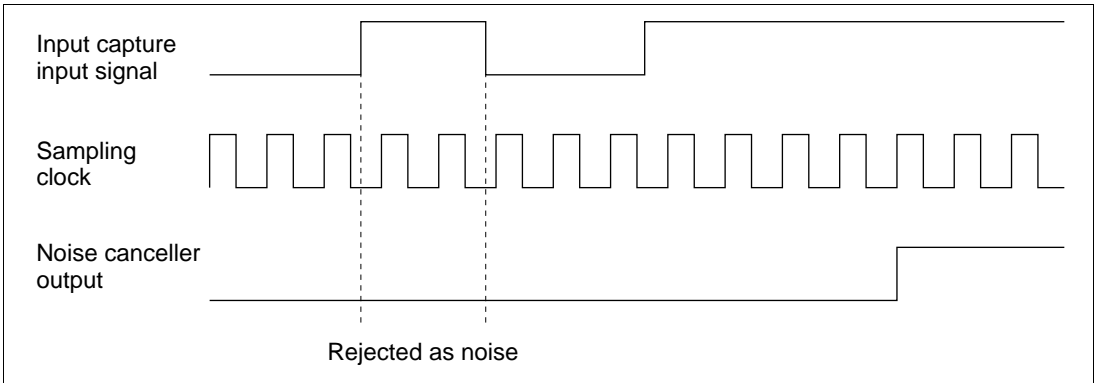 Input capture
input signal
Sampling
clock
Noise canceller
output
Rejected as noise